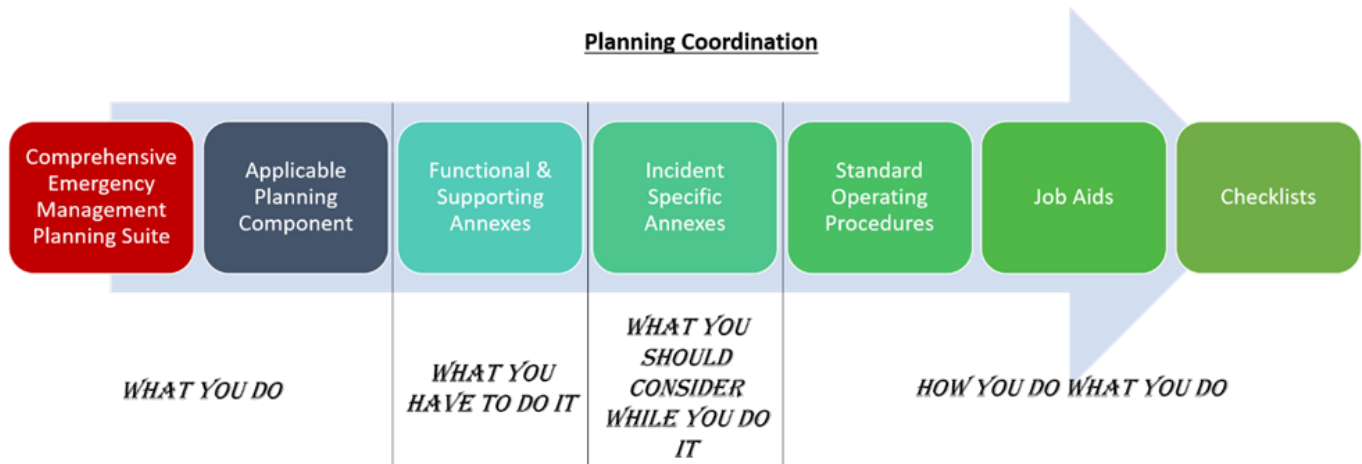 Planning Coordination
Comprehensive
Emergency
Management
Planning Suite
Applicable
Planning
Component
Functional &
Supporting
Annexes
Incident
Specific
Annexes
Standard
Operating
Procedures
Job Aids
Checklists
WHAT YOU DO
WHAT YOU
HAVE TO DO IT
WHAT YOU
SHOULD
CONSIDER
WHILE YOU DO
IT
HOW YOU DO WHAT YOU DO